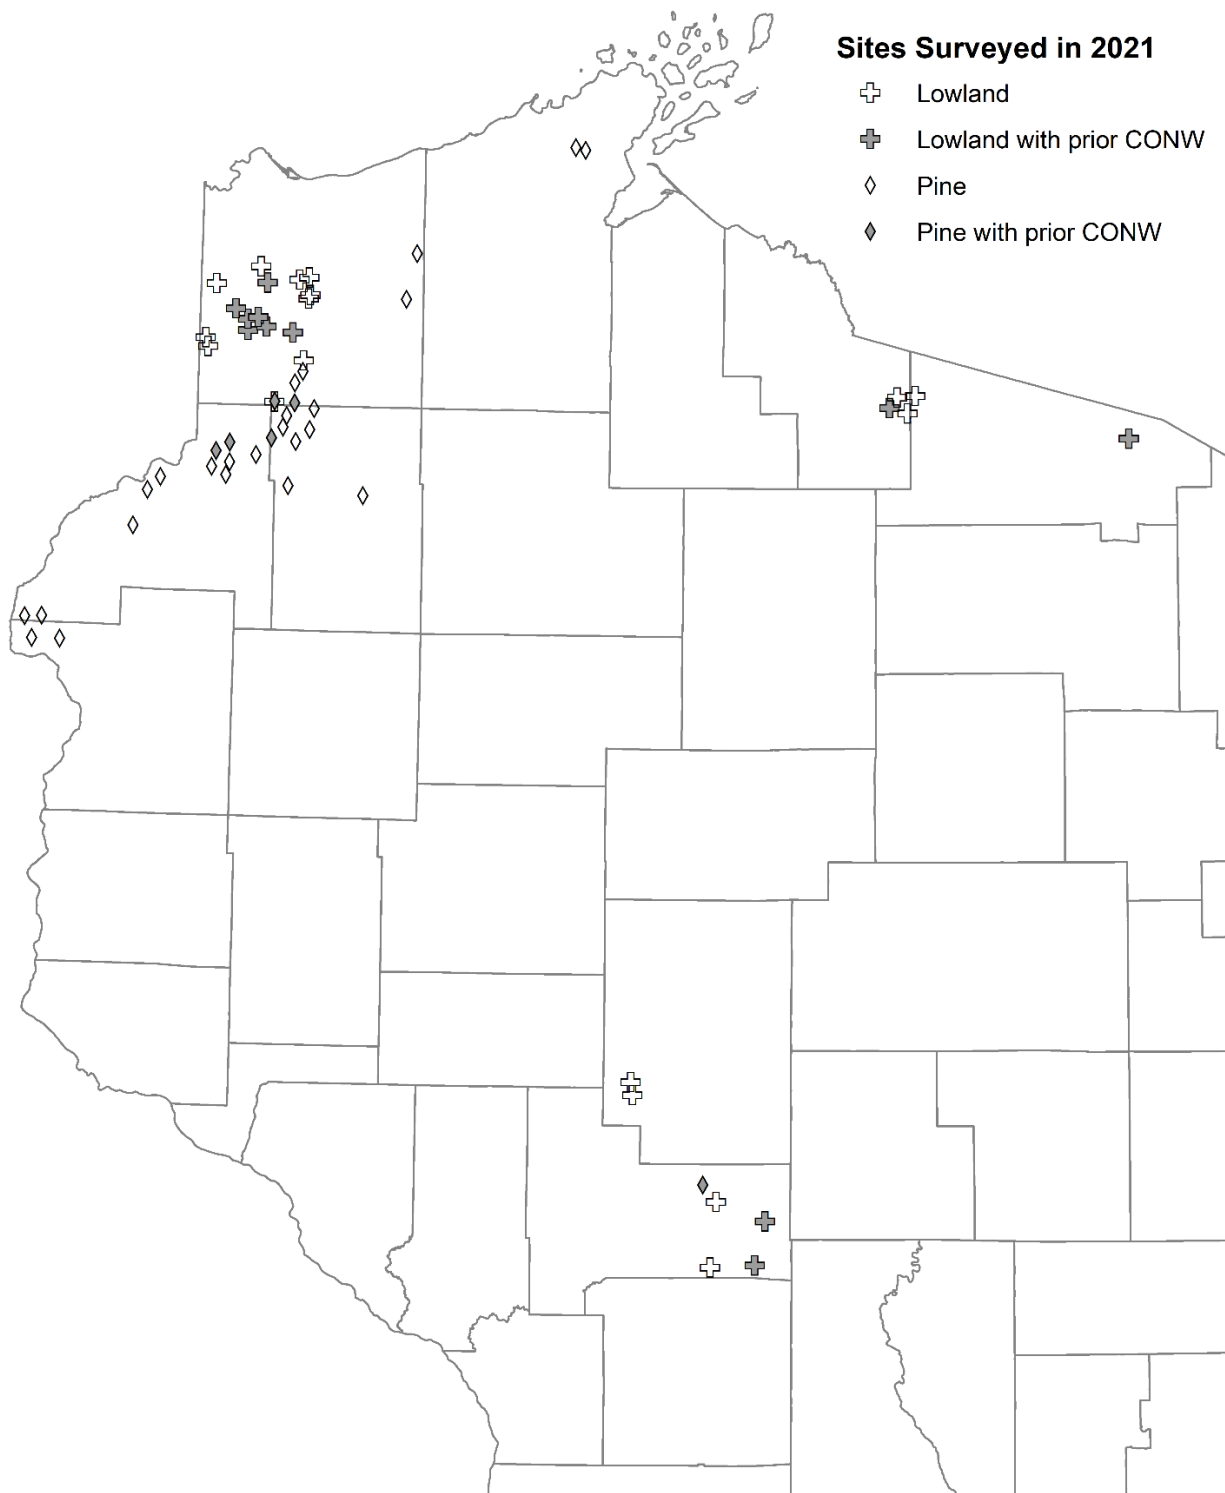 Sites Surveyed in 2021
Lowland
Lowland with prior CONW
Pine
Pine with prior CONW